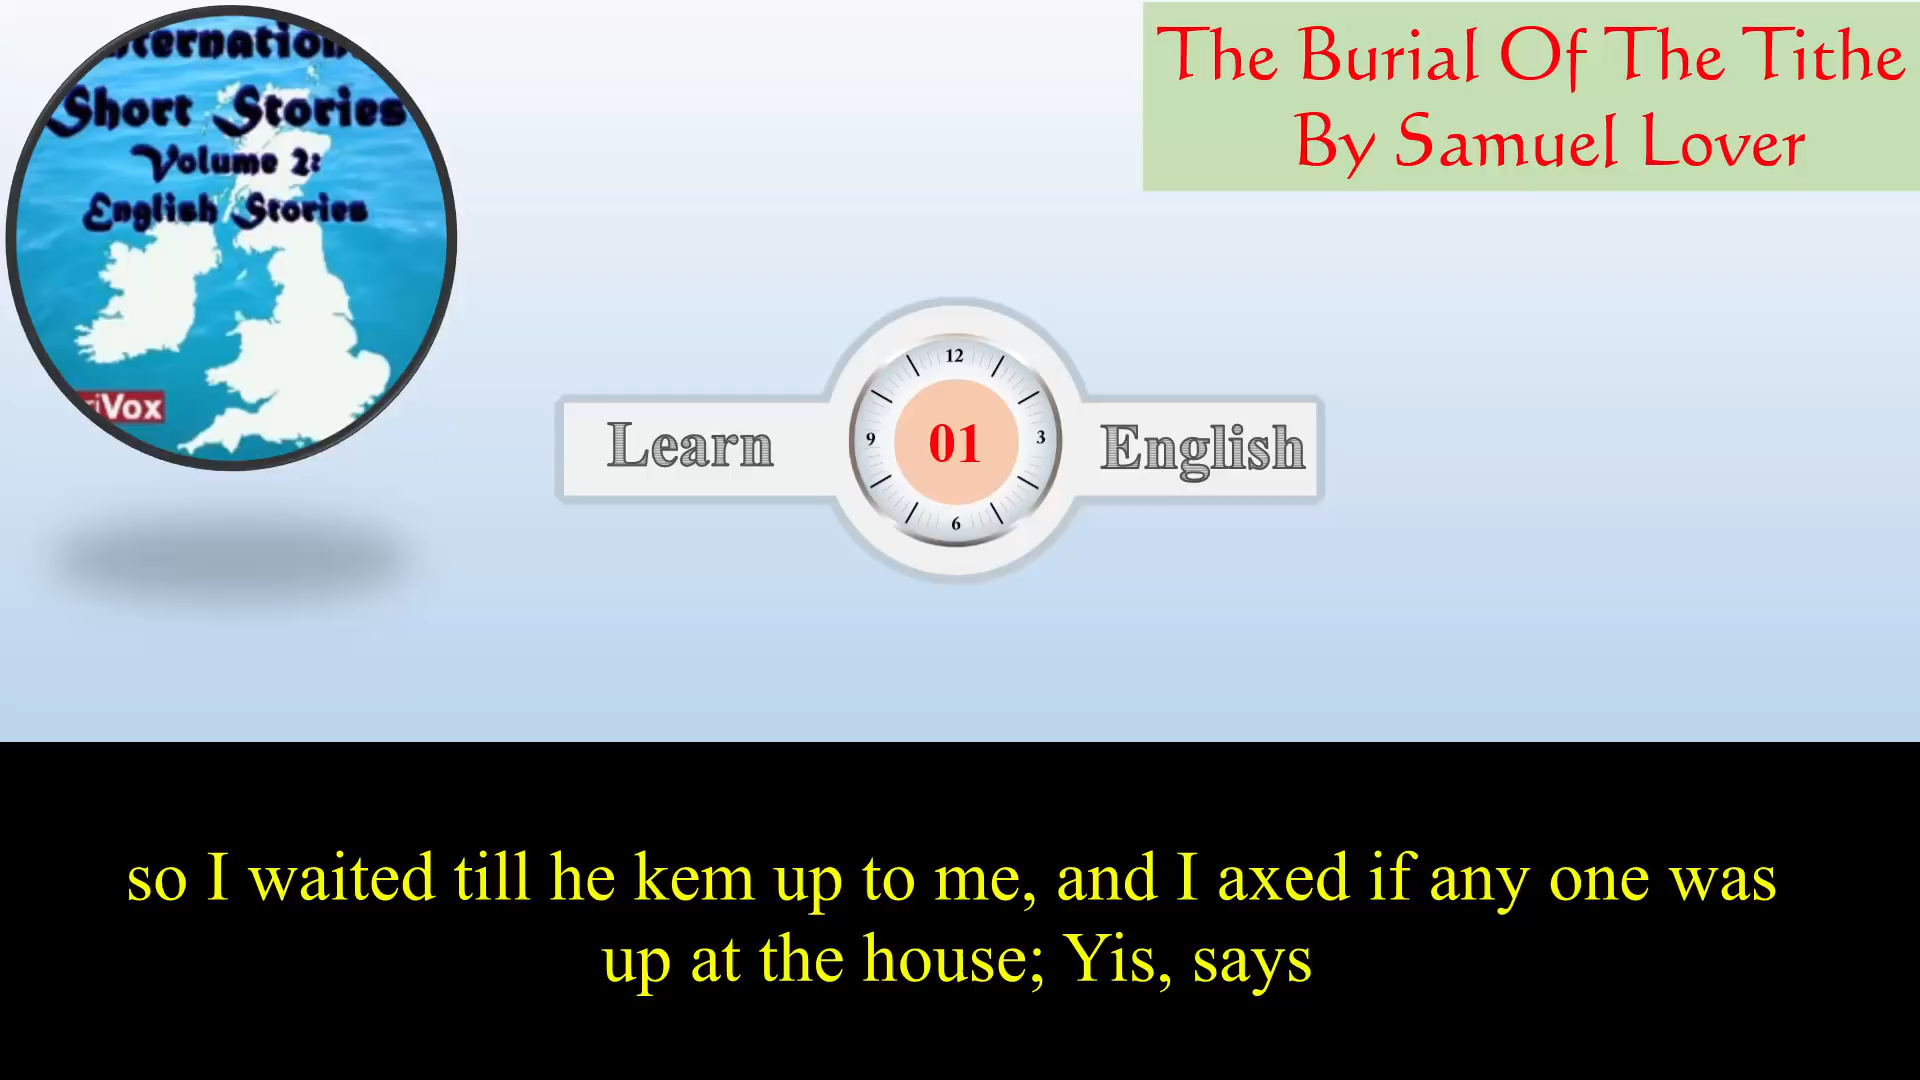 Short Stories
Volume 2:
English Stories
The Burial Of The Tithe
By Samuel Lover
Learn
12
9
01
3
6
English
so I waited till he kem up to me, and I axed if any one was
up at the house; Yis, says